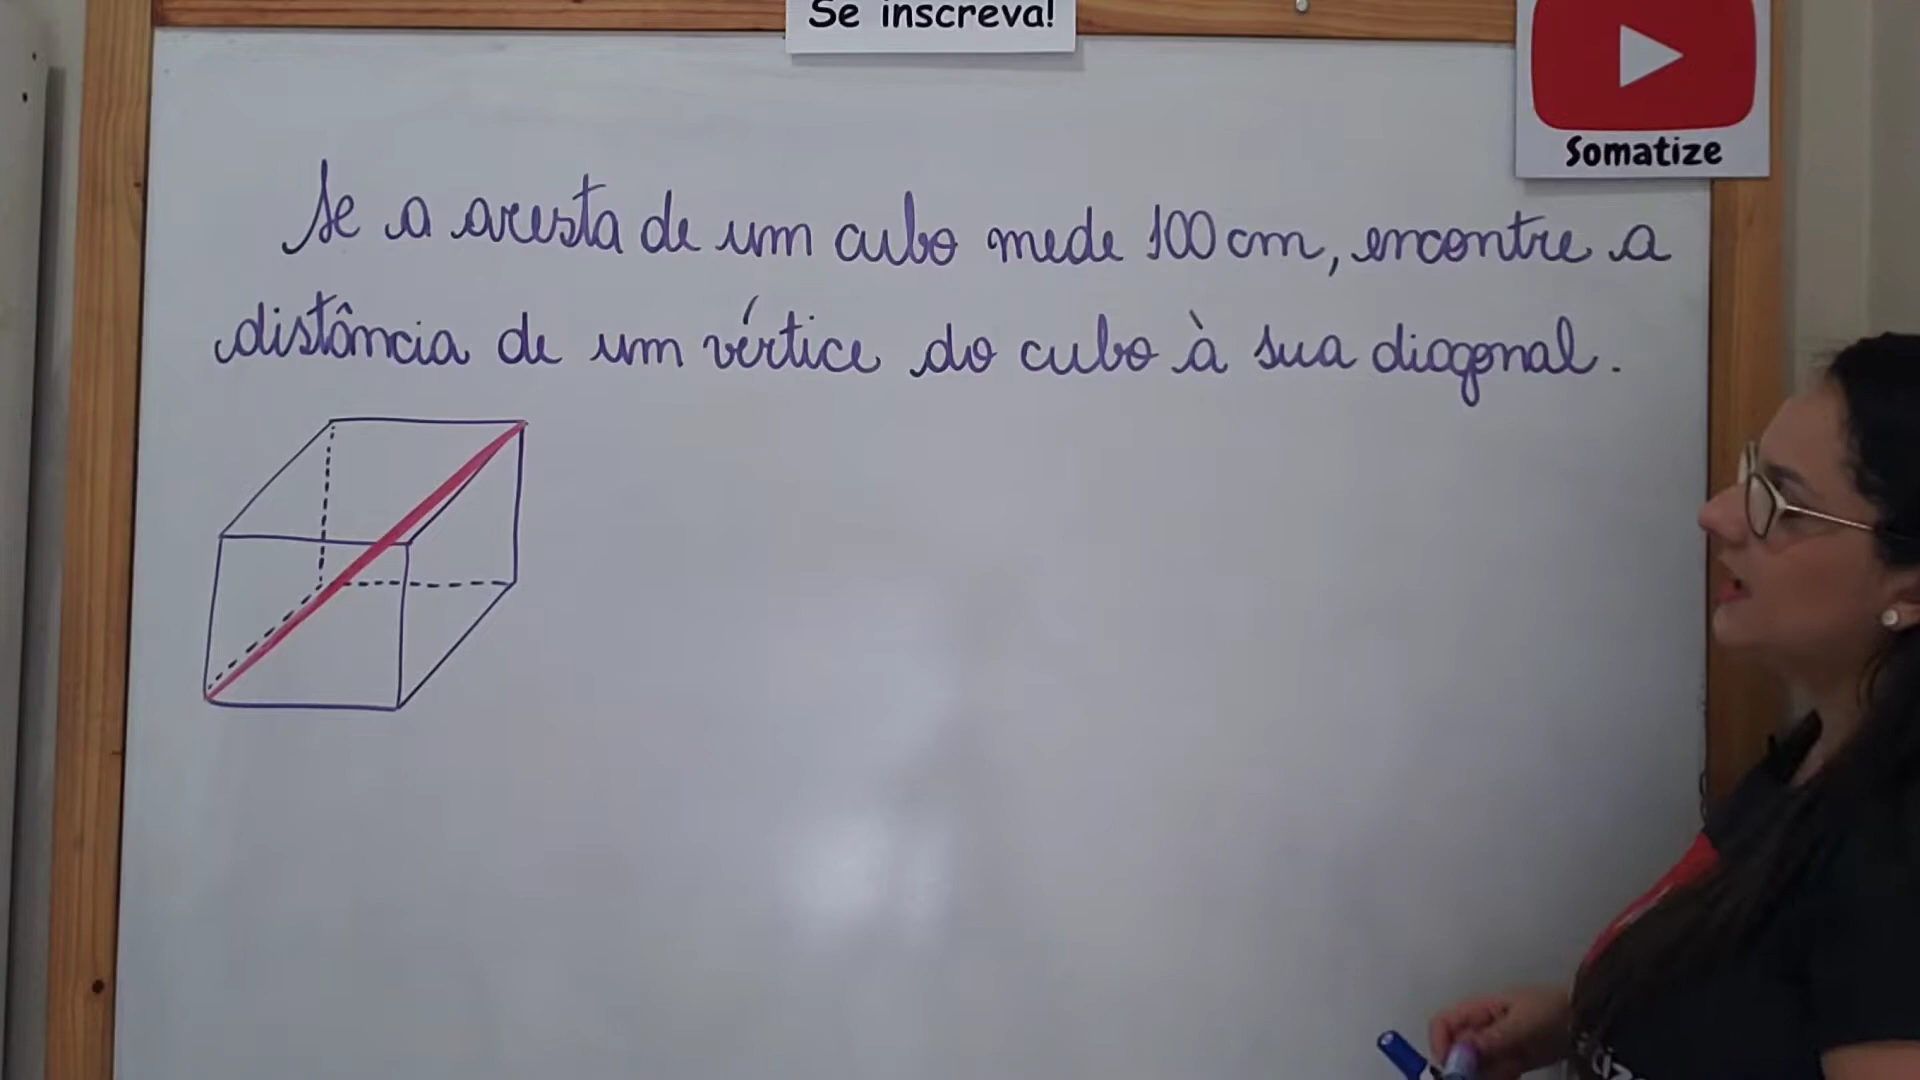 Se inscreva!
Somatize
Se a aresta de um cubo mede 100 cm, encontre a
distância de um vértice do cubo à sua diagonal.